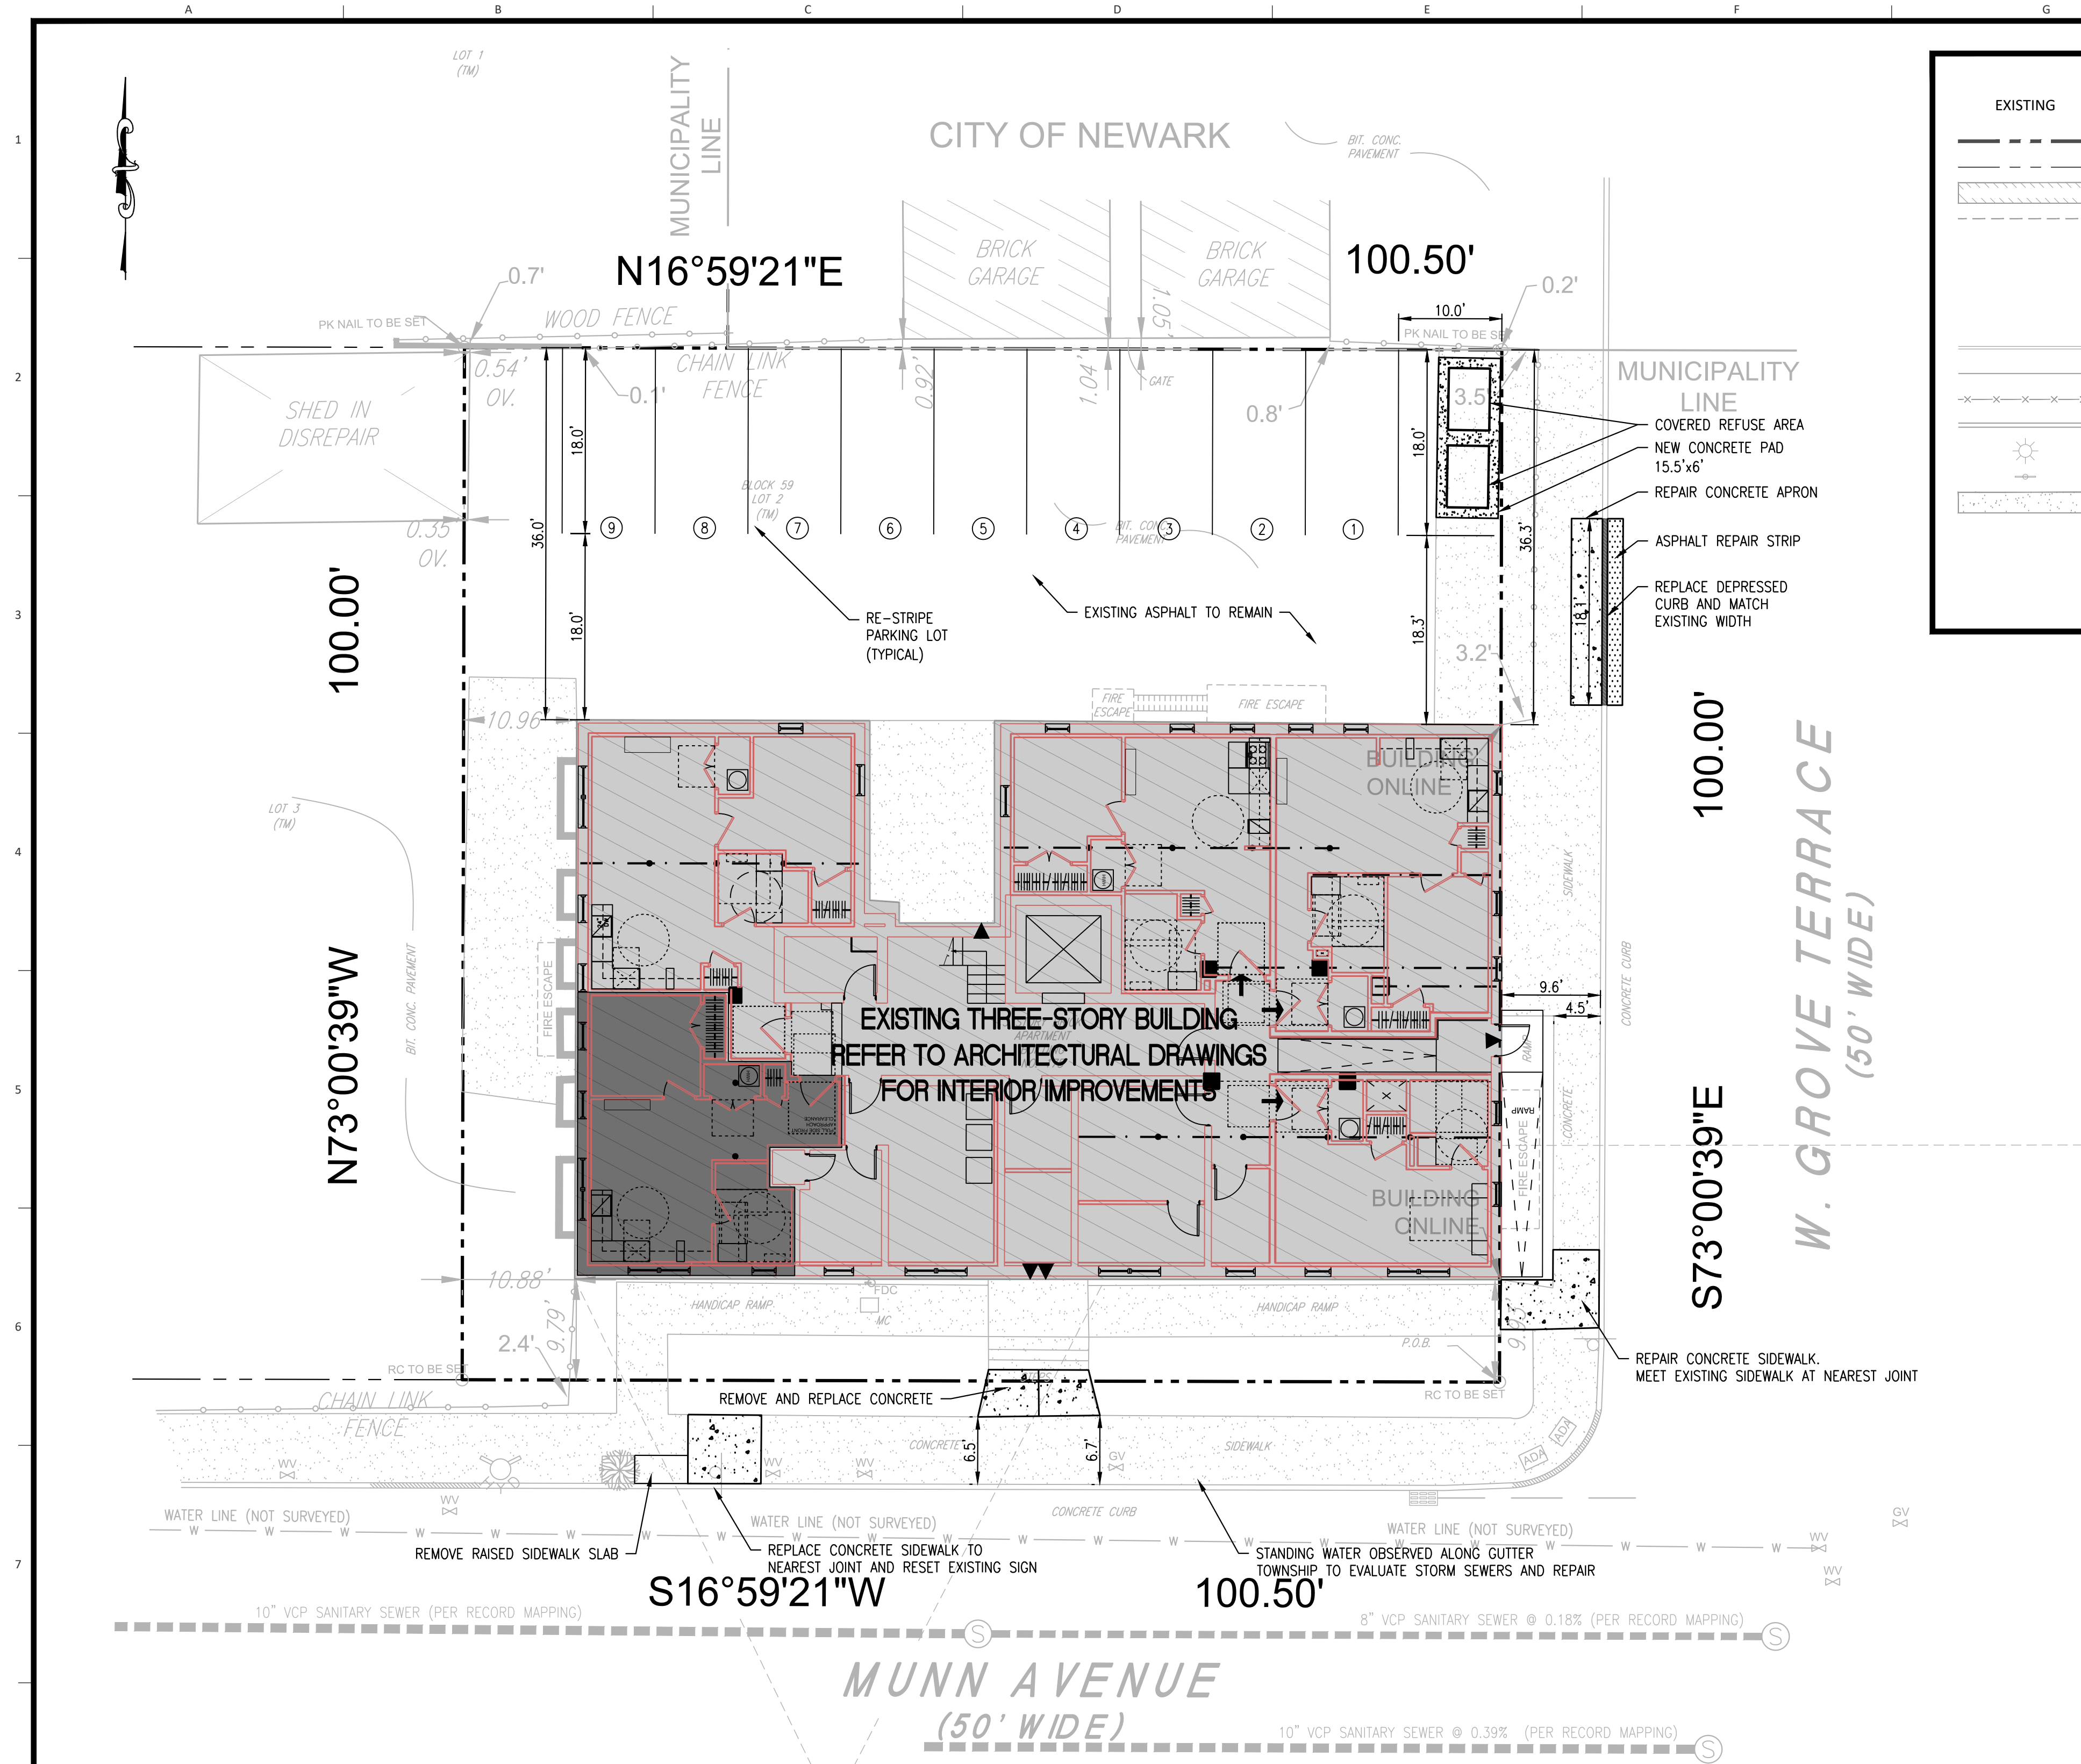 A B C D E F G
1
2
3
4
5
6
7
LOT 1
(TM)
MUNICIPALITY
LINE
CITY OF NEWARK
BIT. CONC.
PAVEMENT
EXISTING
N16°59'21"E
BRICK
GARAGE
BRICK
GARAGE
100.50'
0.7'
0.2'
PK NAIL TO BE SET
WOOD FENCE
1.05'
10.0'
PK NAIL TO BE SE
0.54'
OV.
CHAIN LINK
FENCE
0.1'
0.92'
1.04'
GATE
0.8'
3.5'
MUNICIPALITY
LINE
SHED IN
DISREPAIR
0.35'
OV.
36.0'
18.0'
18.0'
BLOCK 59
LOT 2
(TM)
BIT. CONC.
PAVEMENT
9 8 7 6 5 4 3 2 1
18.0'
18.3'
36.3'
COVERED REFUSE AREA
NEW CONCRETE PAD
15.5'x6'
REPAIR CONCRETE APRON
ASPHALT REPAIR STRIP
REPLACE DEPRESSED
CURB AND MATCH
EXISTING WIDTH
18.1'
RE-STRIPE
PARKING LOT
(TYPICAL)
EXISTING ASPHALT TO REMAIN
3.2'
100.00'
N73°00'39"W
10.96'
FIRE
ESCAPE
FIRE ESCAPE
BUILDING
ONLINE
LOT 3
(TM)
BIT. CONC. PAVEMENT
FIRE ESCAPE
SIDEWALK
CONCRETE CURB
100.00'
S73°00'39"E
W. GROVE TERRACE
(50' WIDE)
9.6'
4.5'
RAMP
EXISTING THREE-STORY BUILDING
APARTMENT
REFER TO ARCHITECTURAL DRAWINGS
FOR INTERIOR IMPROVEMENTS
PULL SIDE FRONT
APPROACH
CLEARANCE
RAMP
FIRE ESCAPE
CONCRETE
BUILDING
ONLINE
10.88'
9.79'
2.4'
HANDICAP RAMP
FDC
MC
HANDICAP RAMP
P.O.B.
RC TO BE SET
RC TO BE SET
CHAIN LINK
FENCE
REMOVE AND REPLACE CONCRETE
REPAIR CONCRETE SIDEWALK.
MEET EXISTING SIDEWALK AT NEAREST JOINT
CONCRETE
6.5'
6.7'
SIDEWALK
ADA
ADA
WV
WV
WV
GV
WV
CONCRETE CURB
GV
WATER LINE (NOT SURVEYED)
WATER LINE (NOT SURVEYED)
WATER LINE (NOT SURVEYED)
W W W W W W W W W W W W W W W W W W W W W W
WV
WV
REMOVE RAISED SIDEWALK SLAB
REPLACE CONCRETE SIDEWALK TO
NEAREST JOINT AND RESET EXISTING SIGN
STANDING WATER OBSERVED ALONG GUTTER
TOWNSHIP TO EVALUATE STORM SEWERS AND REPAIR
S16°59'21"W
100.50'
10" VCP SANITARY SEWER (PER RECORD MAPPING)
S
8" VCP SANITARY SEWER @ 0.18% (PER RECORD MAPPING)
S
MUNN AVENUE
(50' WIDE)
10" VCP SANITARY SEWER @ 0.39% (PER RECORD MAPPING)
S